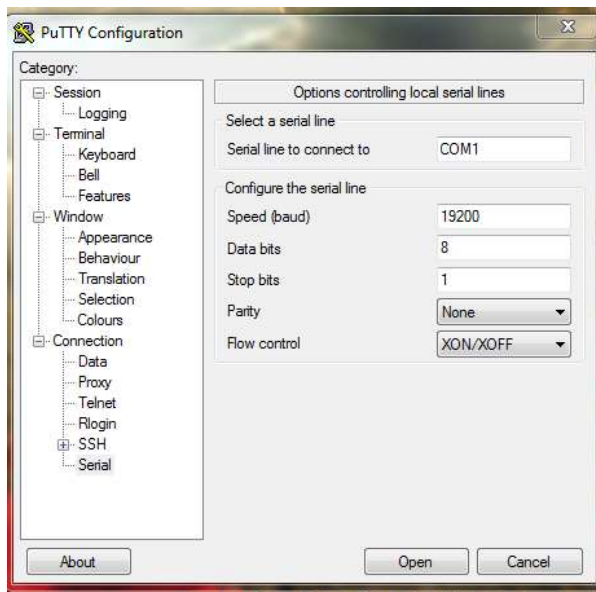 PuTTY Configuration
Category:
Session
Logging
Terminal
Keyboard
Bell
Features
Window
Appearance
Behaviour
Translation
Selection
Colours
Connection
Data
Proxy
Telnet
Rlogin
SSH
Serial
Options controlling local serial lines
Select a serial line
Serial line to connect to COM1
Configure the serial line
Speed (baud) 19200
Data bits 8
Stop bits 1
Parity None
Flow control XON/XOFF
About Open Cancel